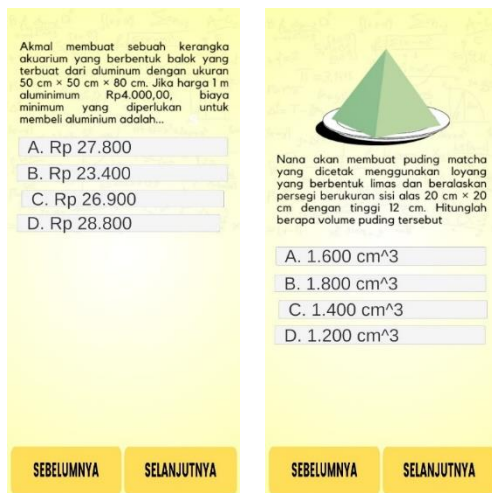 Akmal membuat sebuah kerangka
akuarium yang berbentuk balok yang
terbuat dari aluminum dengan ukuran
50 cm × 50 cm × 80 cm. Jika harga 1 m
aluminimum Rp4.000,00, biaya
minimum yang diperlukan untuk
membeli aluminium adalah...
A. Rp 27.800
B. Rp 23.400
C. Rp 26.900
D. Rp 28.800
SEBELUMNYA
SELANJUTNYA
Nana akan membuat puding matcha
yang dicetak menggunakan loyang
yang berbentuk limas dan beralaskan
persegi berukuran sisi alas 20 cm × 20
cm dengan tinggi 12 cm. Hitunglah
berapa volume puding tersebut
A. 1.600 cm^3
B. 1.800 cm^3
C. 1.400 cm^3
D. 1.200 cm^3
SEBELUMNYA
SELANJUTNYA